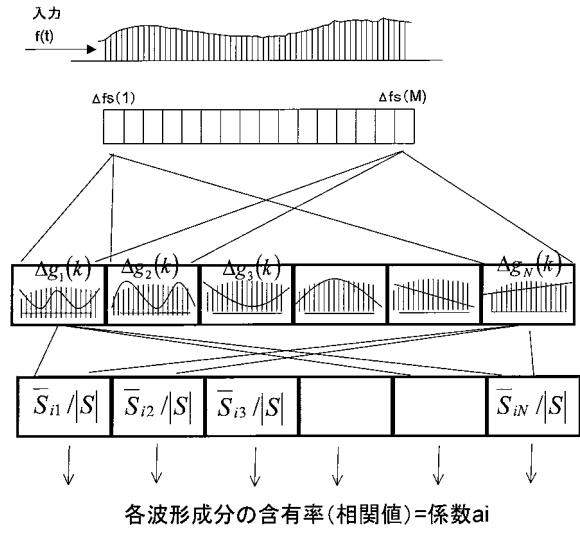 入力
f(t)
Δfs(1)
Δfs(M)
Δg₁(k) Δg₂(k) Δg₃(k) Δg_N(k)
S̅_{i1}/|S| S̅_{i2}/|S| S̅_{i3}/|S| S̅_{iN}/|S|
各波形成分の含有率(相関値)=係数ai